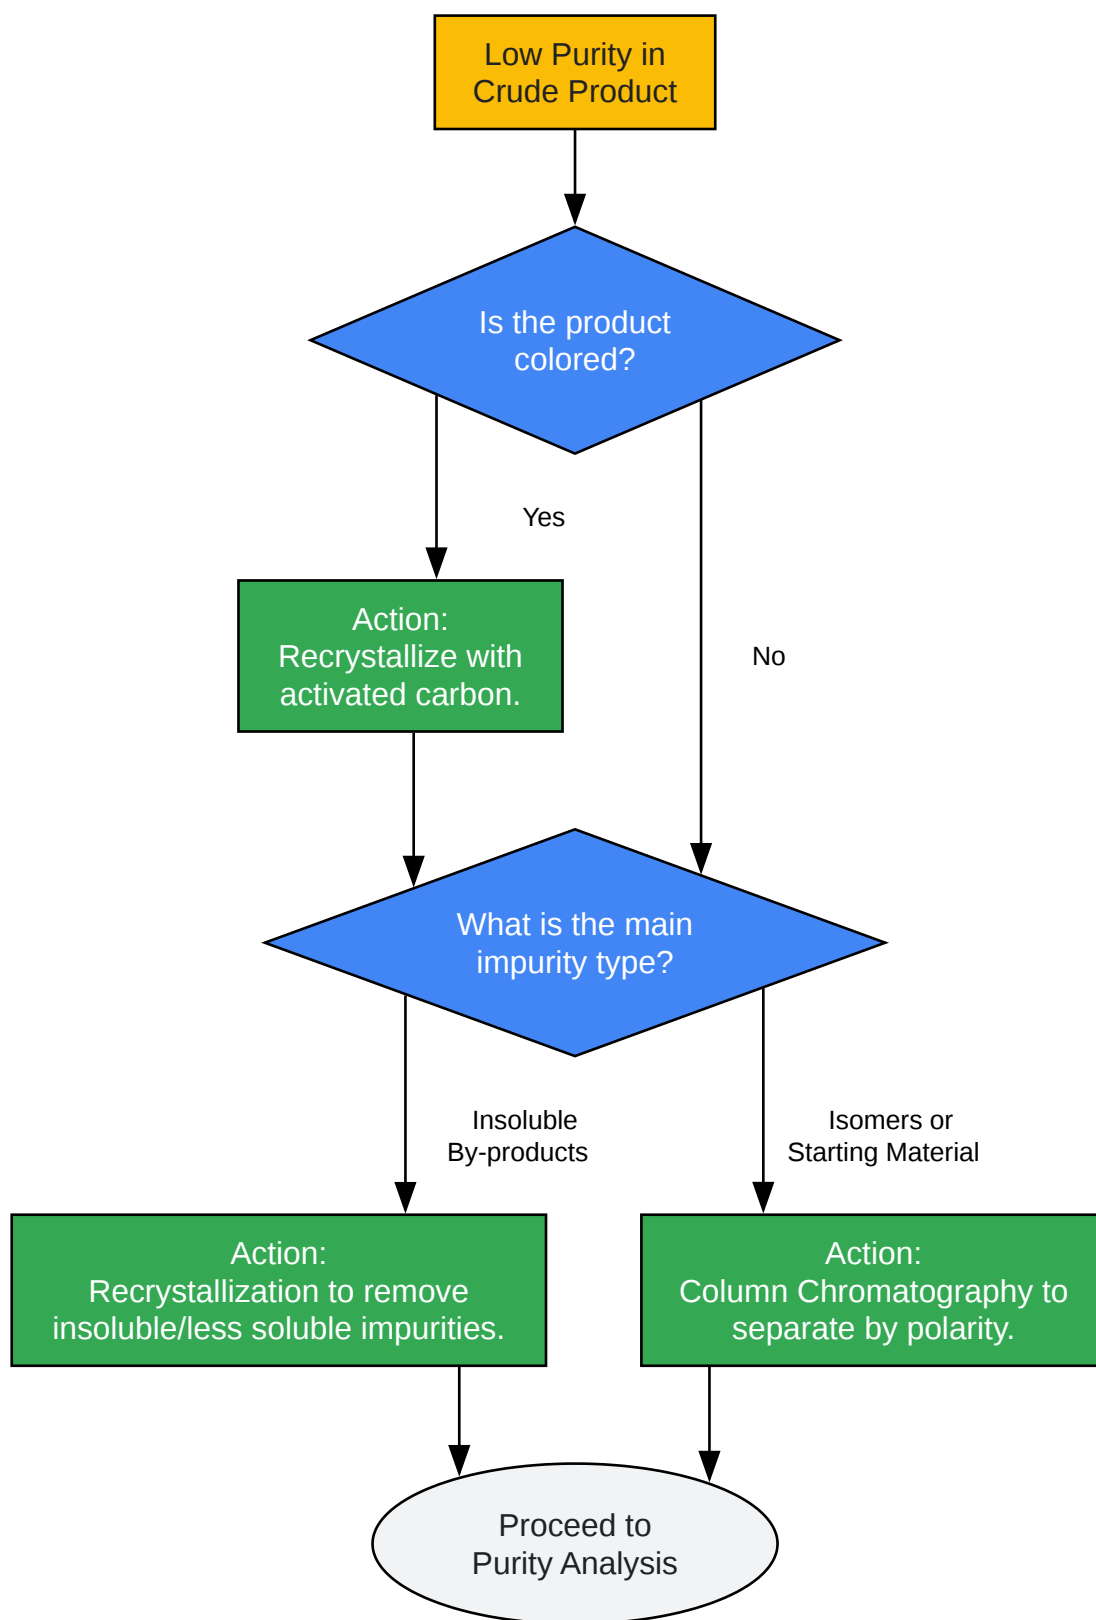 Low Purity in
Crude Product
Is the product
colored?
Yes
Action:
Recrystallize with
activated carbon.
No
What is the main
impurity type?
Insoluble
By-products
Isomers or
Starting Material
Action:
Recrystallization to remove
insoluble/less soluble impurities.
Action:
Column Chromatography to
separate by polarity.
Proceed to
Purity Analysis